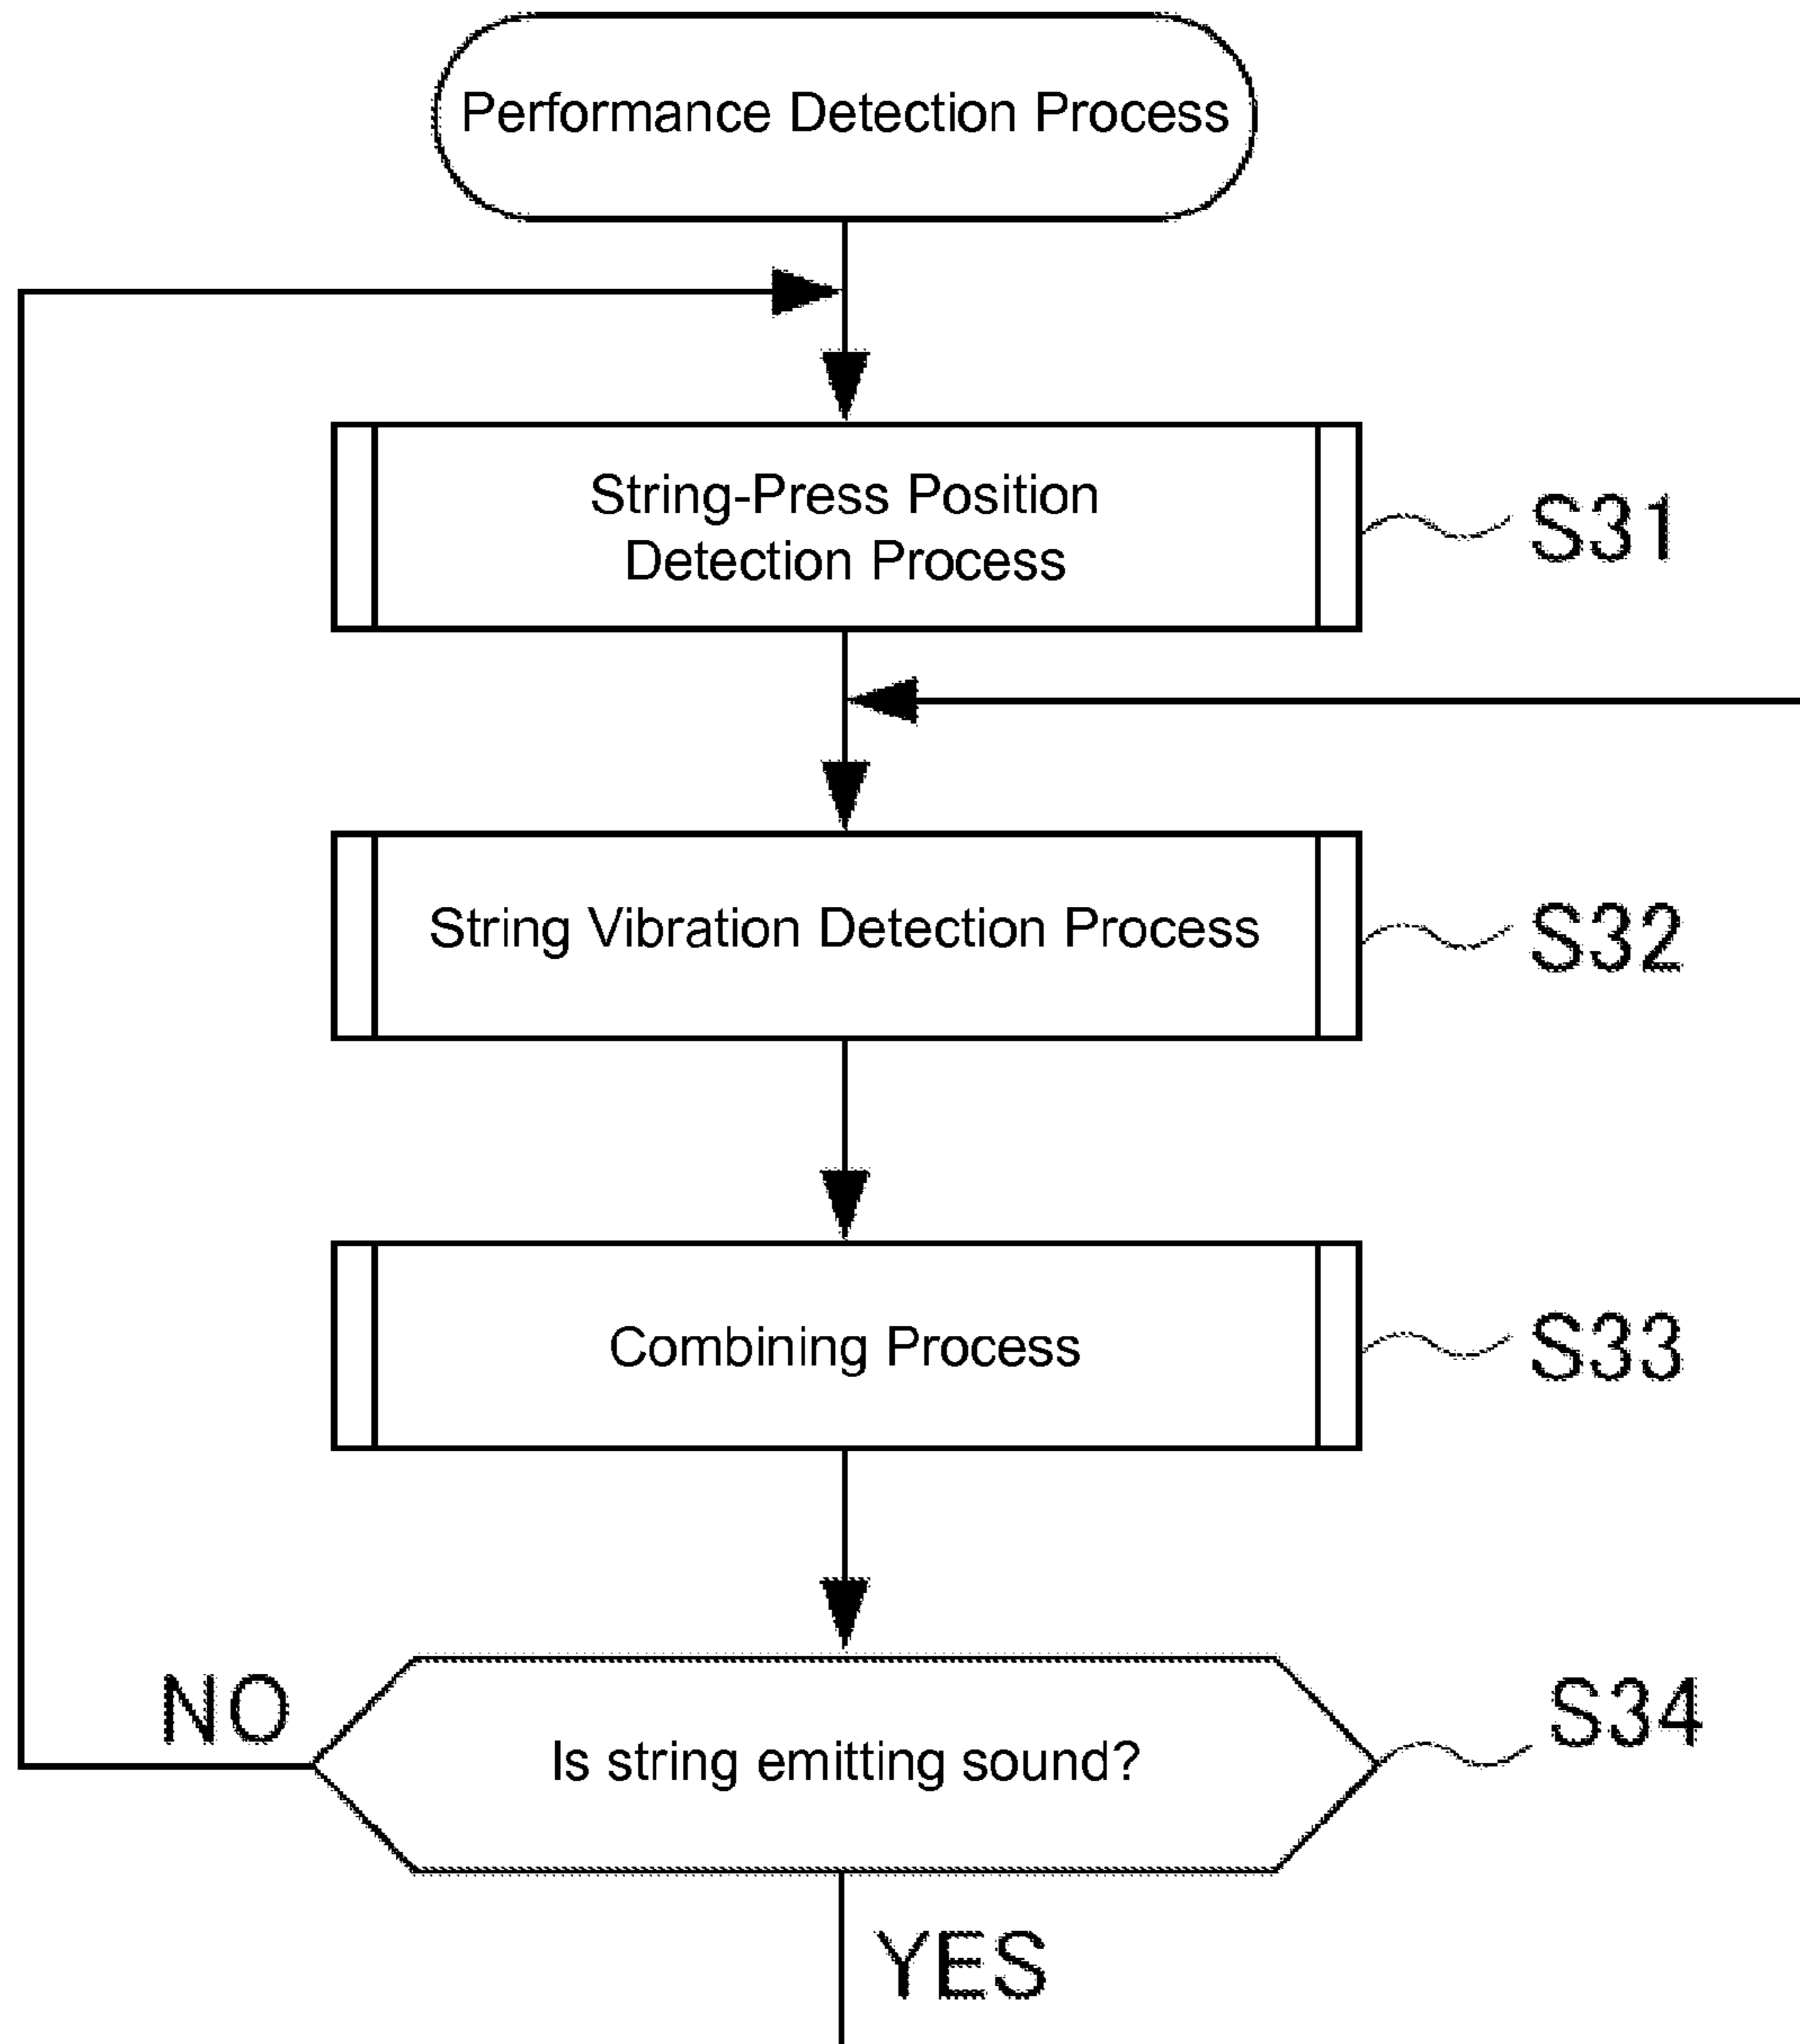 Performance Detection Process
String-Press Position
Detection Process
S31
String Vibration Detection Process
S32
Combining Process
S33
NO
Is string emitting sound?
S34
YES